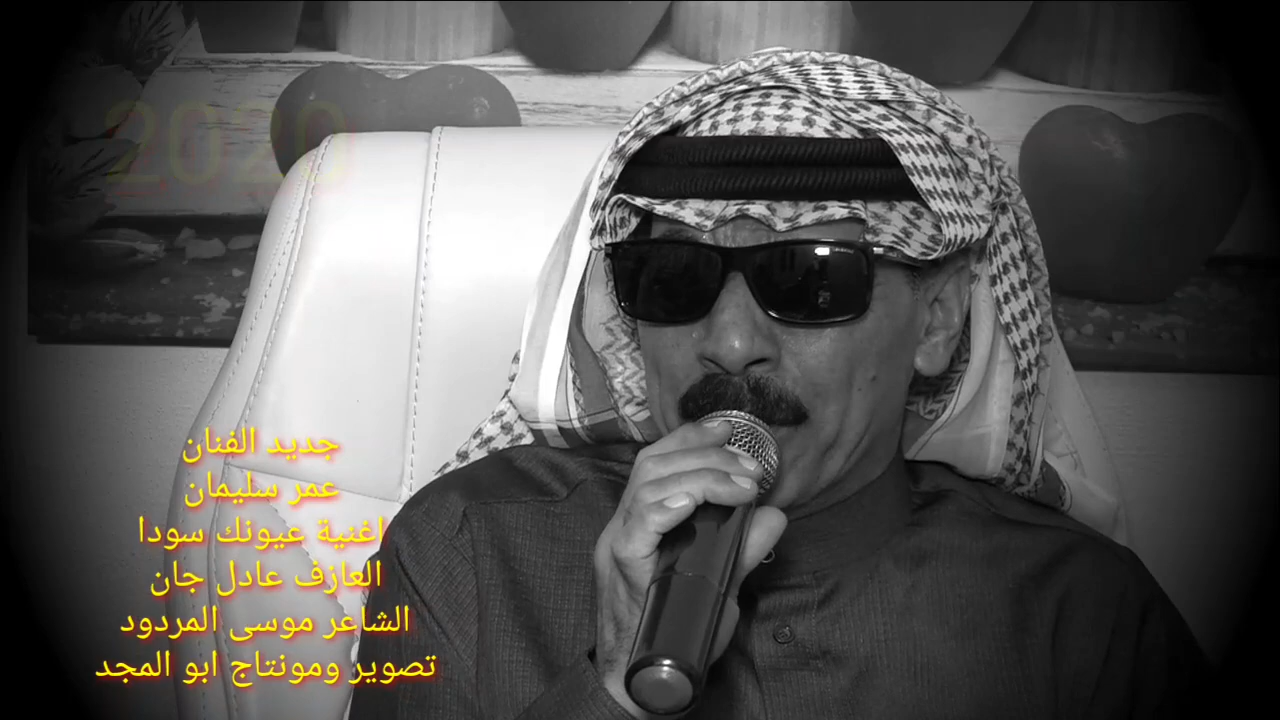 2020
جديد الفنان
عمر سليمان
اغنية عيونك سودا
العازف عادل جان
الشاعر موسى المردود
تصوير ومونتاج ابو المجد